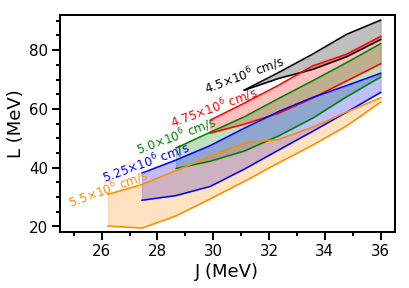 4.5×10⁶ cm/s
4.75×10⁶ cm/s
5.0×10⁶ cm/s
5.25×10⁶ cm/s
5.5×10⁶ cm/s
80
60
40
20
L (MeV)
26 28 30 32 34 36
J (MeV)